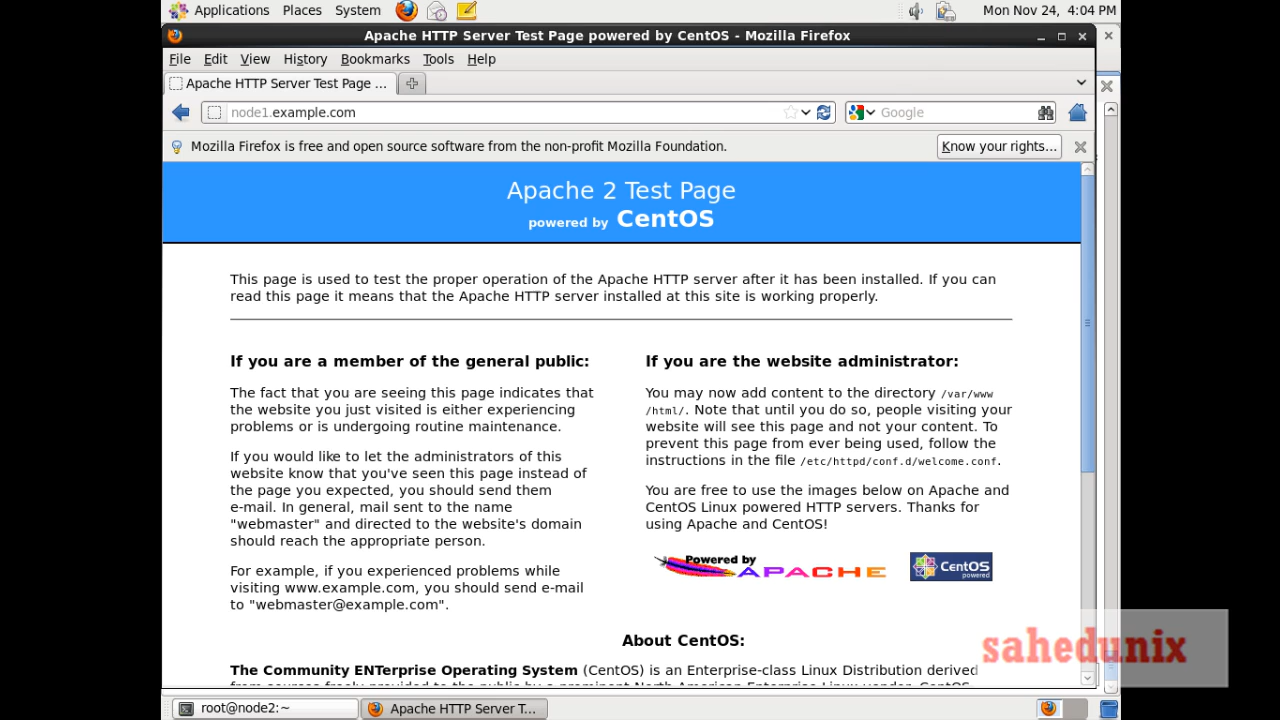 Applications Places System Mon Nov 24, 4:04 PM
Apache HTTP Server Test Page powered by CentOS - Mozilla Firefox
File Edit View History Bookmarks Tools Help
Apache HTTP Server Test Page ...
node1.example.com Google
Mozilla Firefox is free and open source software from the non-profit Mozilla Foundation. Know your rights...
Apache 2 Test Page
powered by CentOS
This page is used to test the proper operation of the Apache HTTP server after it has been installed. If you can
read this page it means that the Apache HTTP server installed at this site is working properly.
If you are a member of the general public:
The fact that you are seeing this page indicates that
the website you just visited is either experiencing
problems or is undergoing routine maintenance.
If you would like to let the administrators of this
website know that you've seen this page instead of
the page you expected, you should send them
e-mail. In general, mail sent to the name
"webmaster" and directed to the website's domain
should reach the appropriate person.
For example, if you experienced problems while
visiting www.example.com, you should send e-mail
to "webmaster@example.com".
If you are the website administrator:
You may now add content to the directory /var/www
/html/. Note that until you do so, people visiting your
website will see this page and not your content. To
prevent this page from ever being used, follow the
instructions in the file /etc/httpd/conf.d/welcome.conf.
You are free to use the images below on Apache and
CentOS Linux powered HTTP servers. Thanks for
using Apache and CentOS!
Powered by
APACHE
CentOS
powered
About CentOS:
The Community ENTerprise Operating System (CentOS) is an Enterprise-class Linux Distribution derived
from sources freely provided to the public by a prominent North American Enterprise Linux vendor. CentOS
sahedunix
root@node2:~ Apache HTTP Server T...